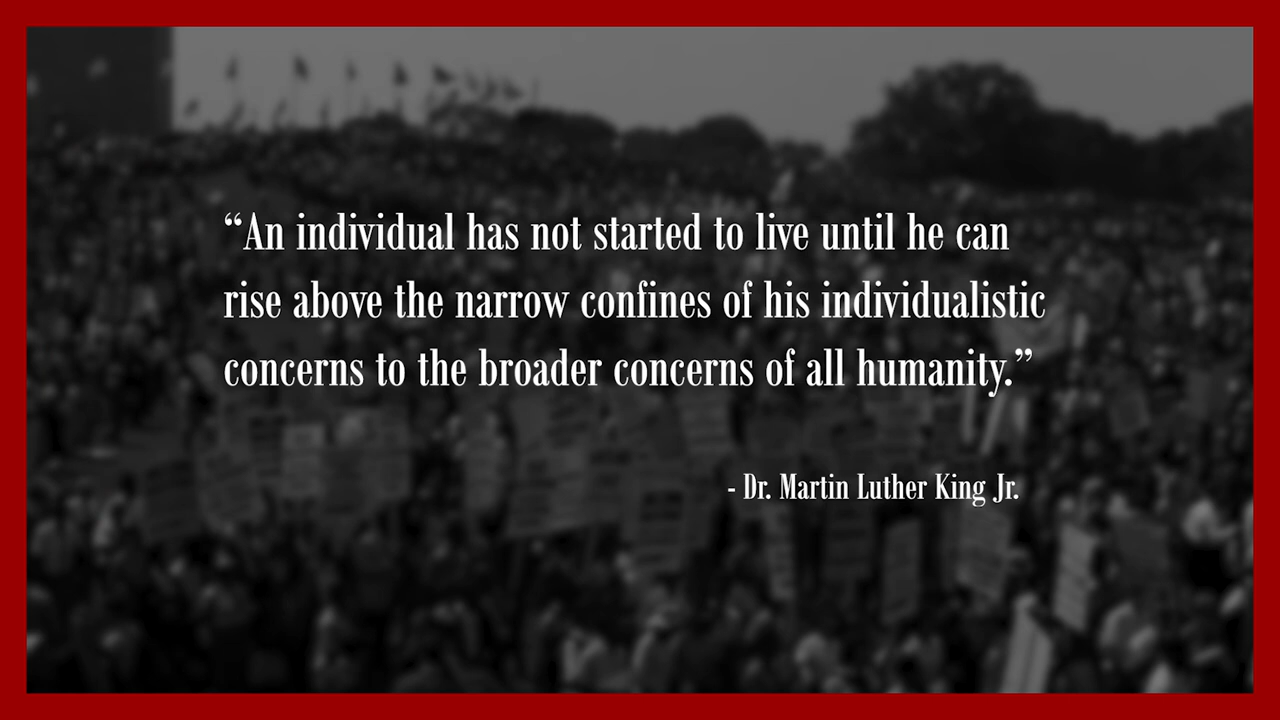 “An individual has not started to live until he can
rise above the narrow confines of his individualistic
concerns to the broader concerns of all humanity.”
- Dr. Martin Luther King Jr.